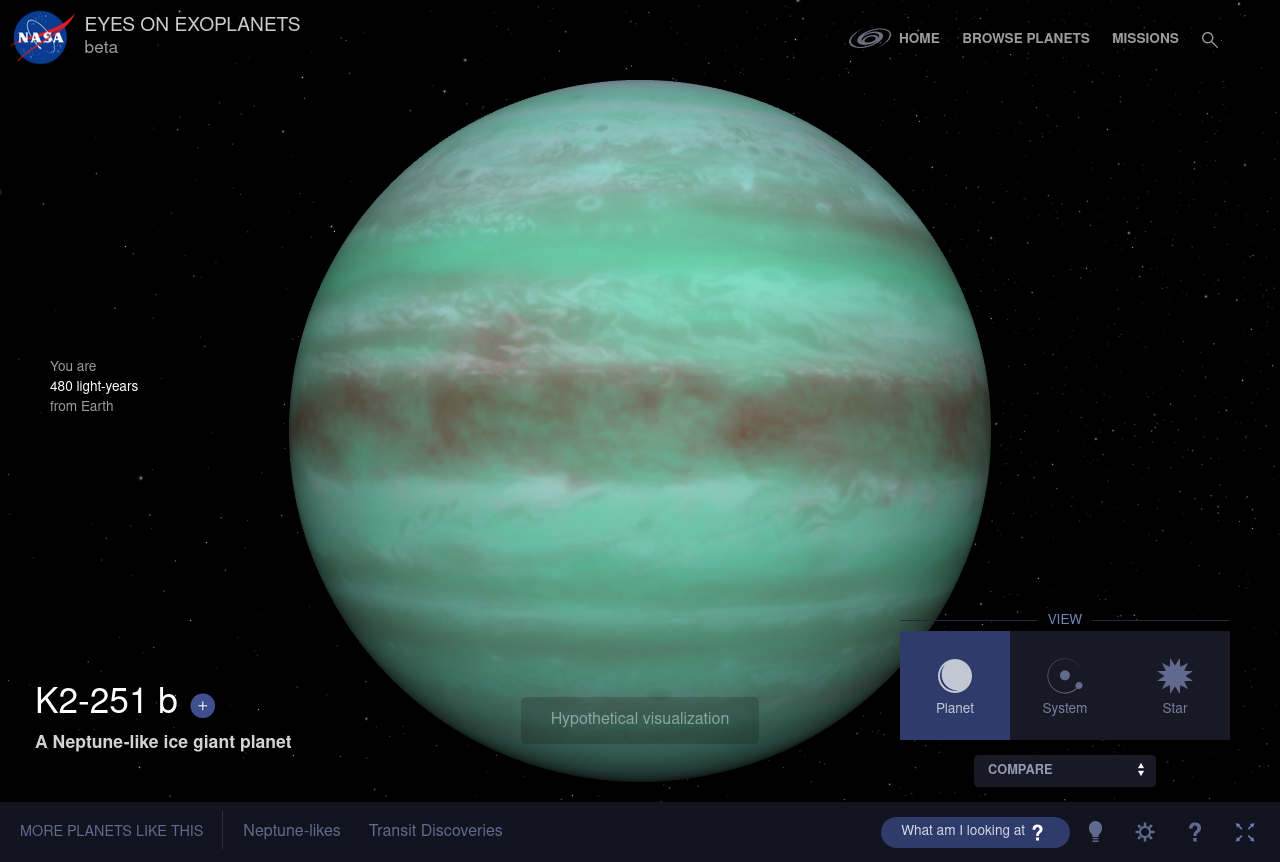 NASA
EYES ON EXOPLANETS
beta
HOME
BROWSE PLANETS
MISSIONS
You are
480 light-years
from Earth
VIEW
Planet
System
Star
COMPARE
K2-251 b +
A Neptune-like ice giant planet
Hypothetical visualization
MORE PLANETS LIKE THIS
Neptune-likes
Transit Discoveries
What am I looking at ?
?